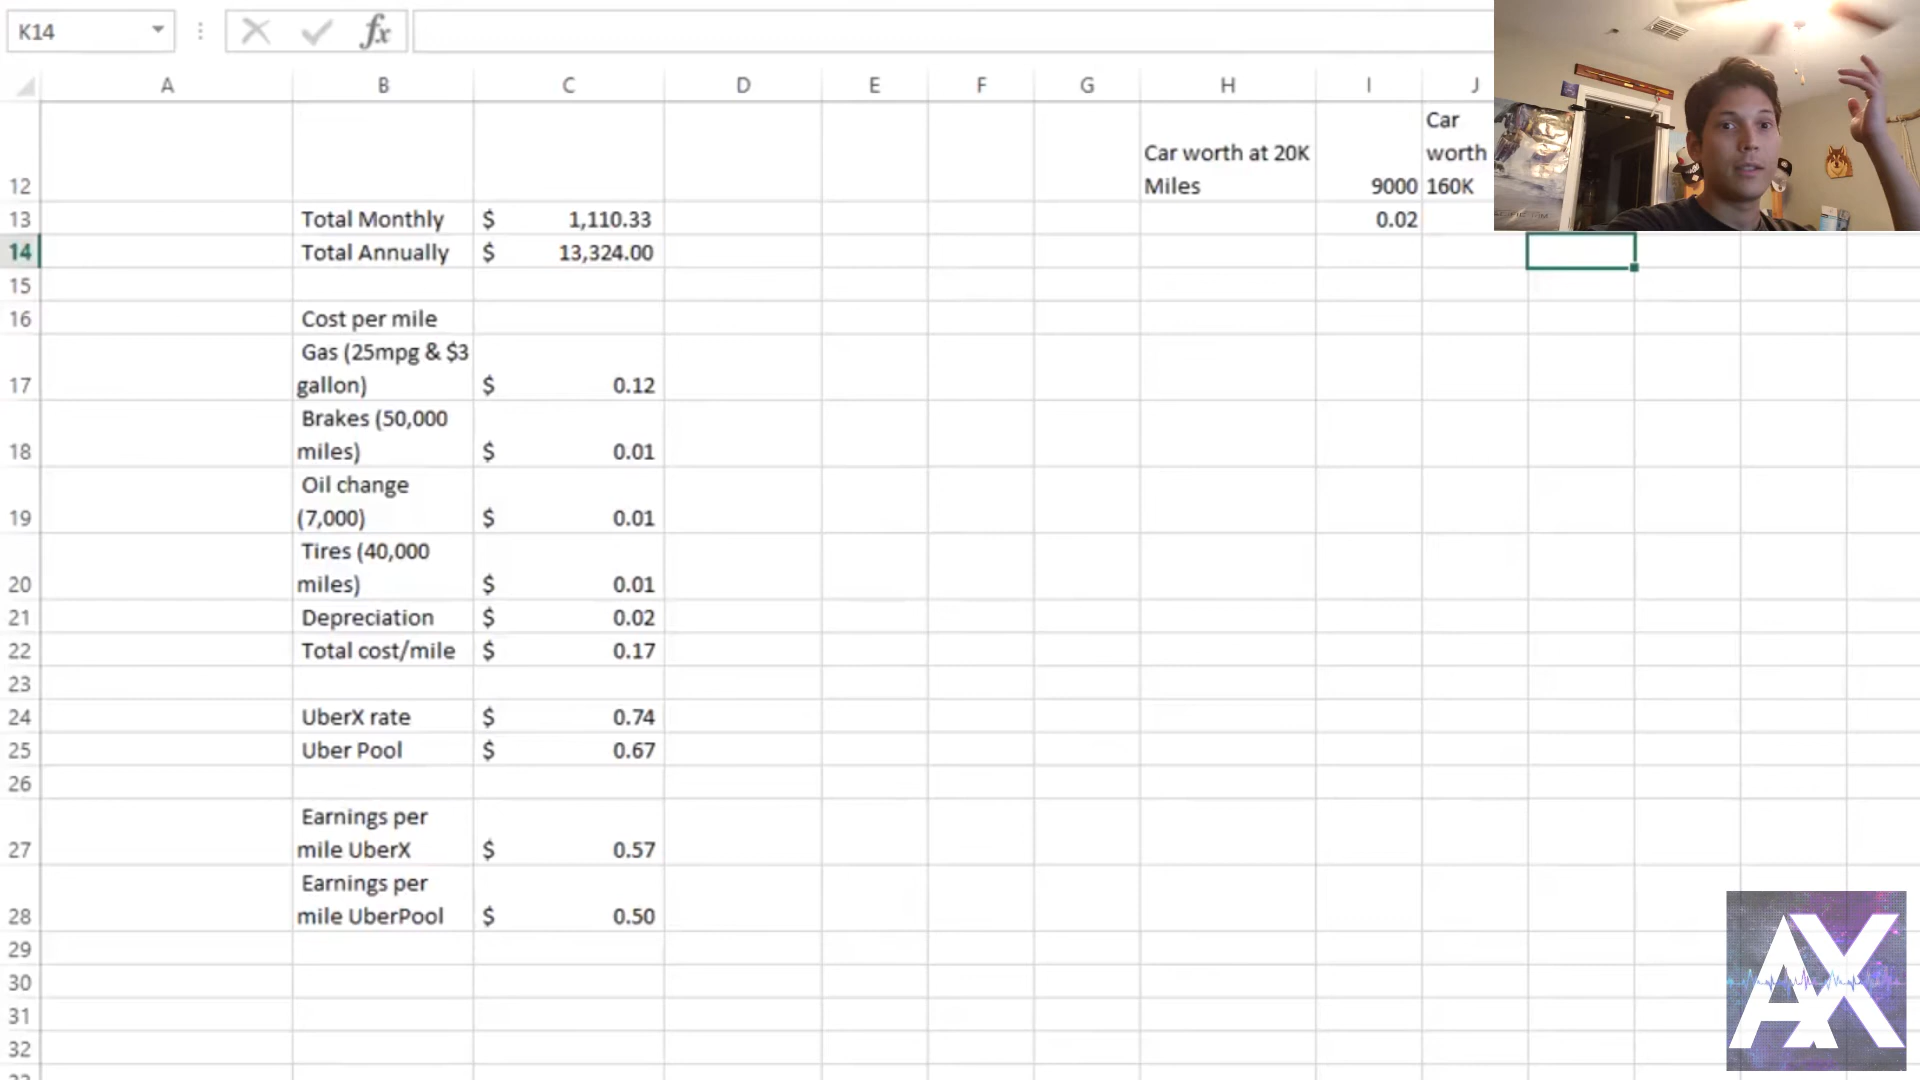 K14
fx
A B C D E F G H I J
12 Car worth at 20K Miles 9000 Car worth 160K
13 Total Monthly $ 1,110.33 0.02
14 Total Annually $ 13,324.00
15
16 Cost per mile
17 Gas (25mpg & $3 gallon) $ 0.12
18 Brakes (50,000 miles) $ 0.01
19 Oil change (7,000) $ 0.01
20 Tires (40,000 miles) $ 0.01
21 Depreciation $ 0.02
22 Total cost/mile $ 0.17
23
24 UberX rate $ 0.74
25 Uber Pool $ 0.67
26
27 Earnings per mile UberX $ 0.57
28 Earnings per mile UberPool $ 0.50
29
30
31
32
AX